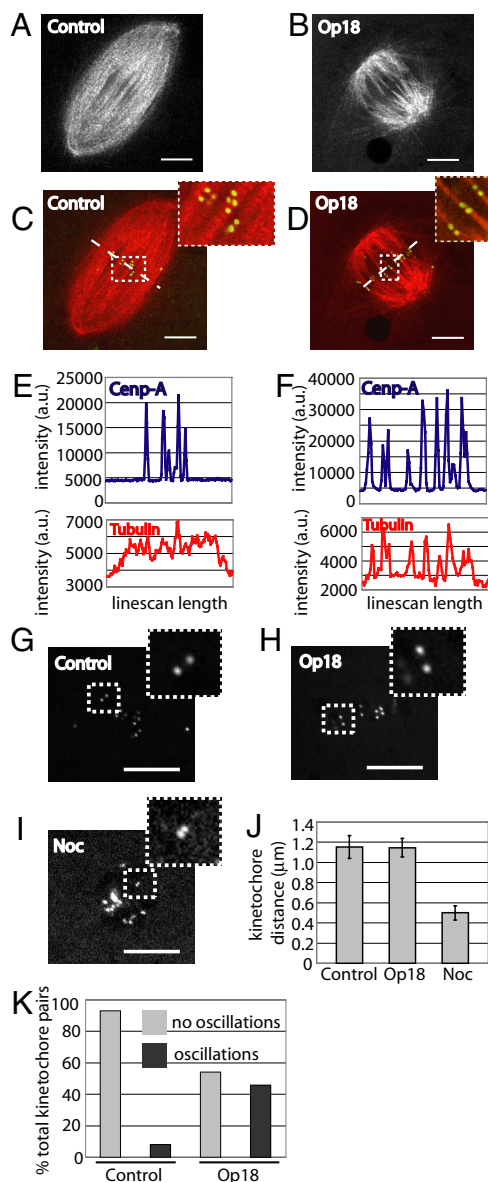 A Control
B Op18
C Control
D Op18
E
Cenp-A
intensity (a.u.)
25000
20000
15000
10000
5000
0
Tubulin
intensity (a.u.)
7000
5000
3000
linescan length
F
Cenp-A
intensity (a.u.)
40000
30000
20000
10000
0
Tubulin
intensity (a.u.)
6000
4000
2000
linescan length
G Control
H Op18
I Noc
J
kinetochore
distance (μm)
1.4
1.2
1
0.8
0.6
0.4
0.2
0
Control Op18 Noc
K
% total kinetochore pairs
100
80
60
40
20
0
no oscillations
oscillations
Control Op18